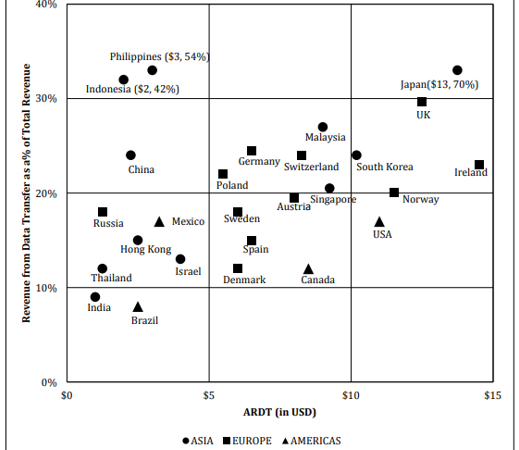 40%
Philippines ($3, 54%)
Indonesia ($2, 42%)
Japan($13, 70%)
30%
UK
Malaysia
China
Germany
Switzerland
South Korea
Ireland
Poland
20%
Singapore
Norway
Austria
Russia
Mexico
Sweden
USA
Hong Kong
Spain
Israel
Thailand
Denmark
Canada
10%
India
Brazil
0%
$0
$5
$10
$15
Revenue from Data Transfer as a% of Total Revenue
ARDT (in USD)
ASIA EUROPE AMERICAS